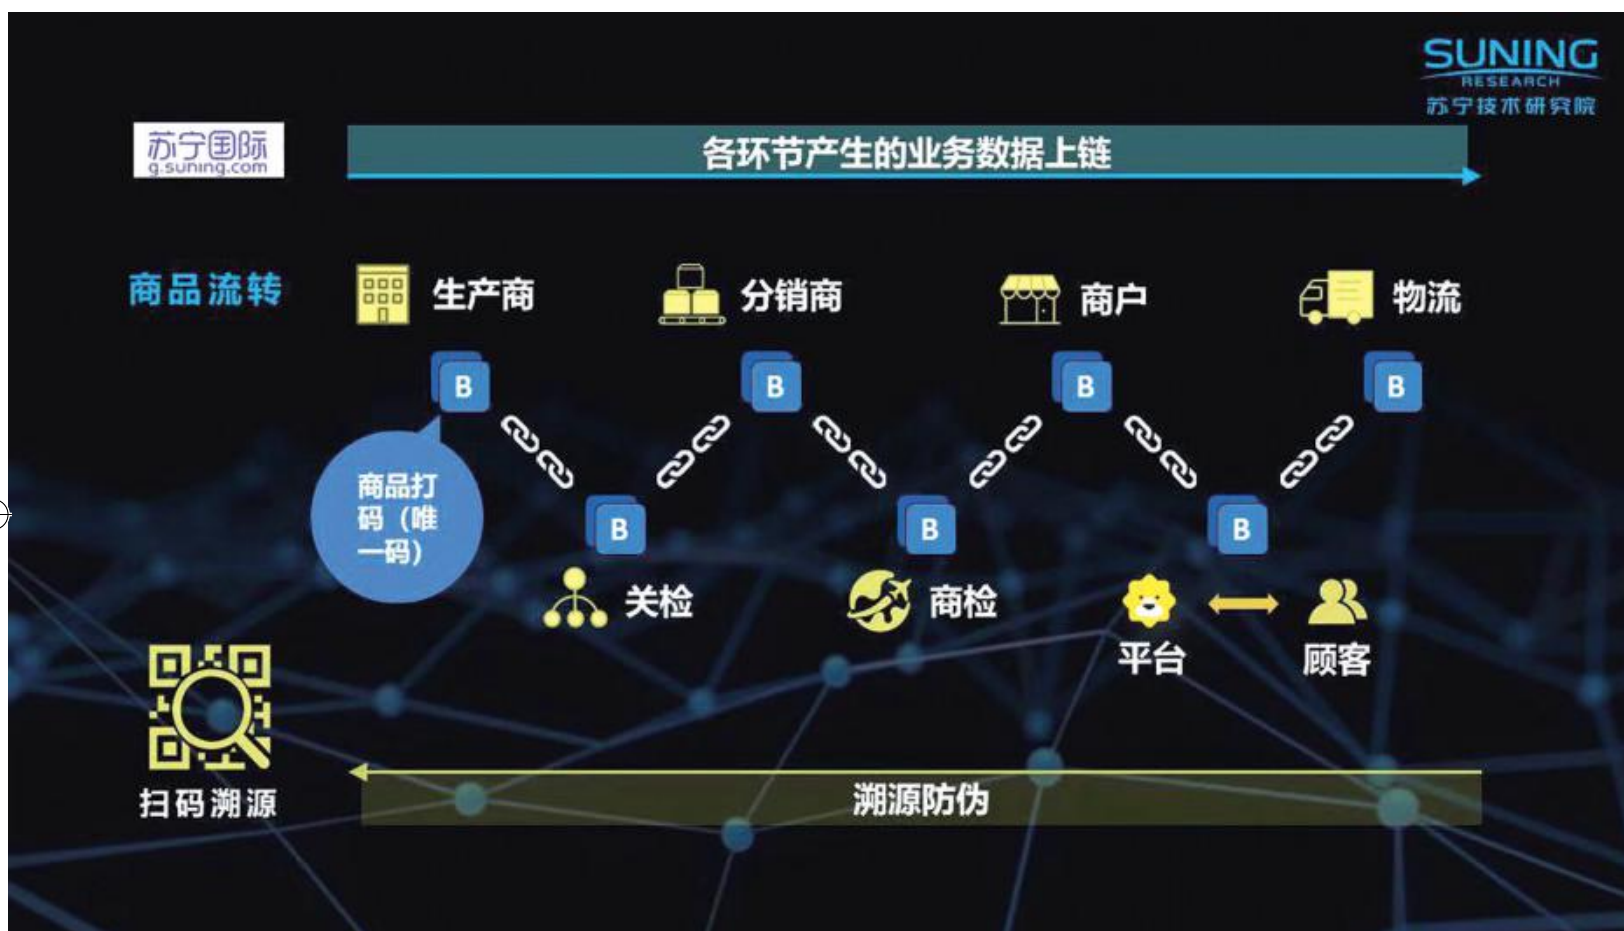 SUNING
RESEARCH
苏宁技术研究院
苏宁国际
g.suning.com
各环节产生的业务数据上链
商品流转
生产商
分销商
商户
物流
B
B
B
B
商品打
码（唯
一码）
B
B
B
关检
商检
平台
顾客
扫码溯源
溯源防伪